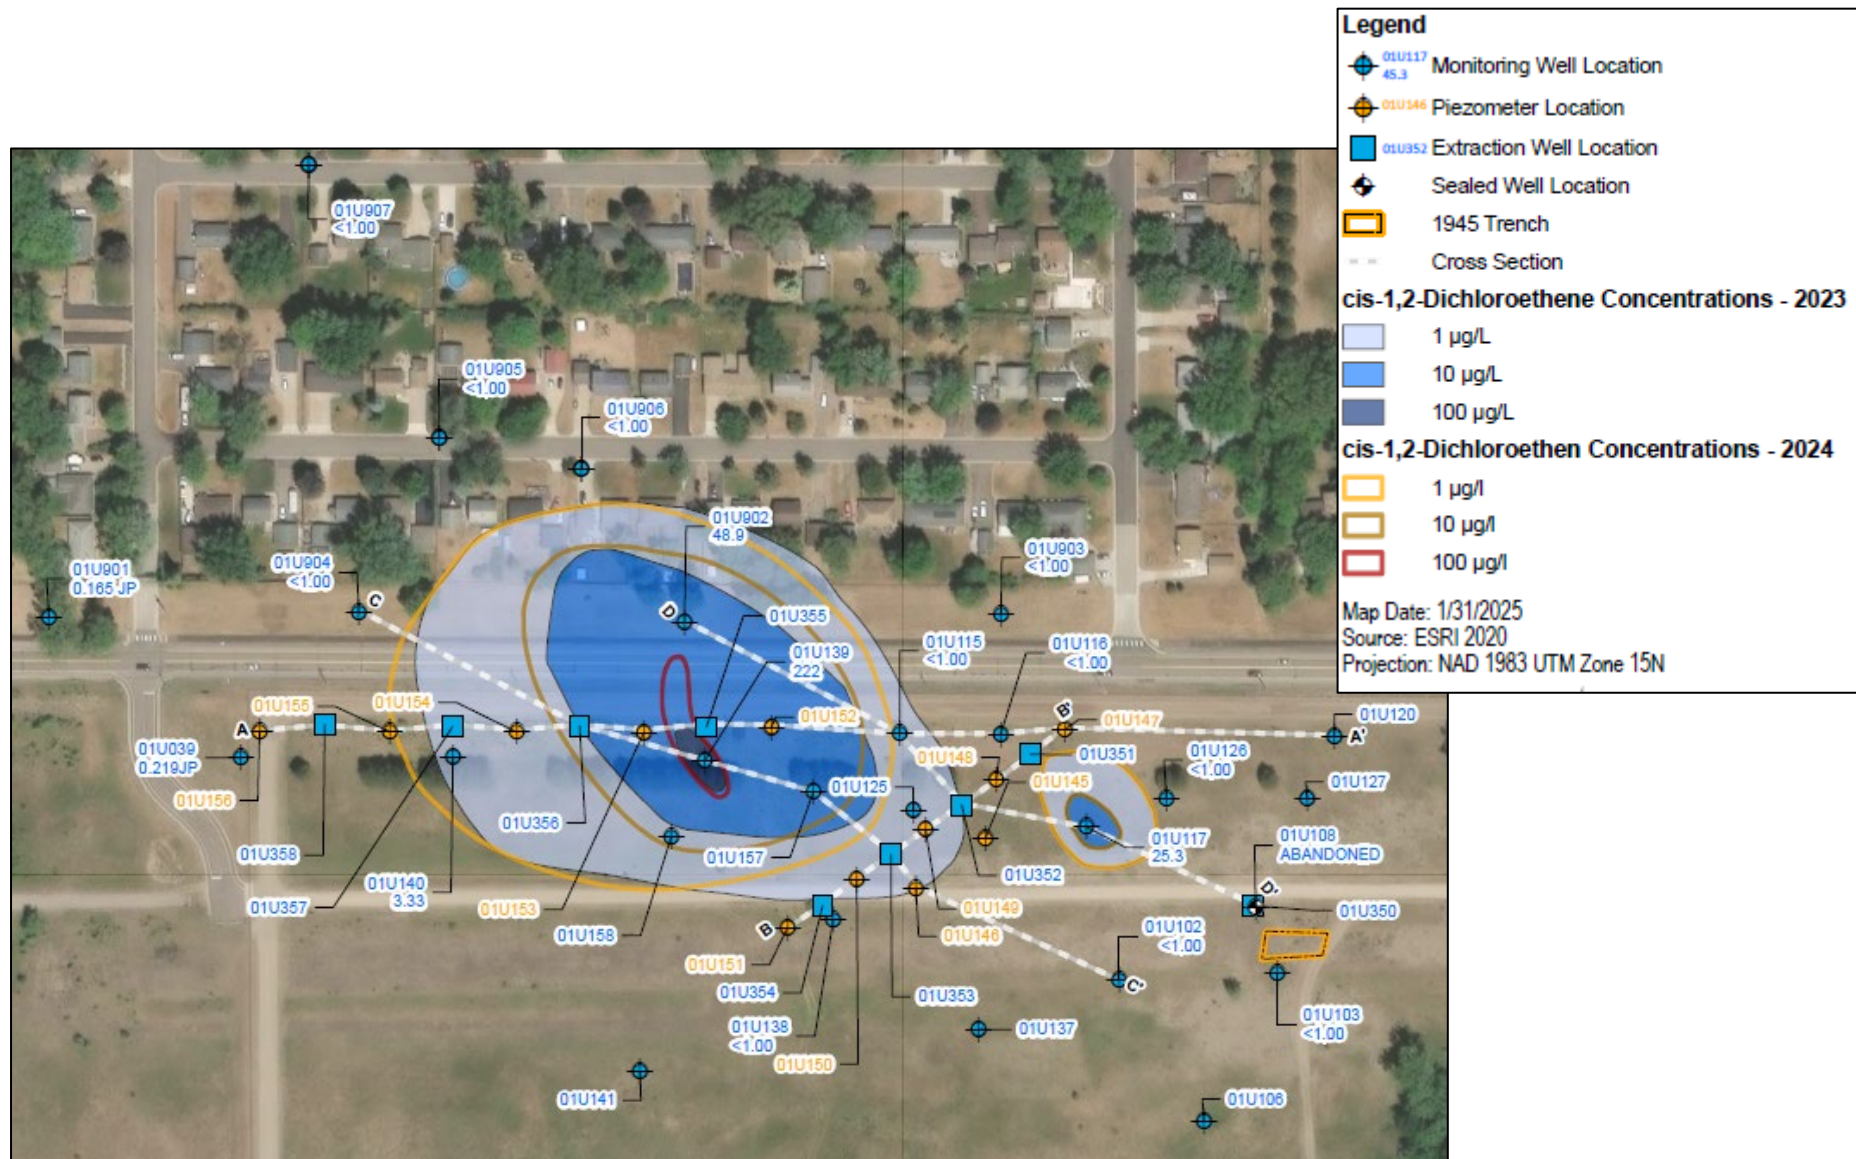 Legend
01U117
45.3
Monitoring Well Location
01U146 Piezometer Location
01U352 Extraction Well Location
Sealed Well Location
1945 Trench
Cross Section
cis-1,2-Dichloroethene Concentrations - 2023
1 µg/L
10 µg/L
100 µg/L
cis-1,2-Dichloroethen Concentrations - 2024
1 µg/l
10 µg/l
100 µg/l
Map Date: 1/31/2025
Source: ESRI 2020
Projection: NAD 1983 UTM Zone 15N
01U907
<1.00
01U905
<1.00
01U906
<1.00
01U902
48.9
01U903
<1.00
01U904
<1.00
01U901
0.165 JP
C
D
01U355
01U139
222
01U115
<1.00
01U116
<1.00
01U155
01U154
A
01U152
B'
01U147
01U120
A'
01U039
0.219JP
01U156
01U148
01U351
01U145
01U126
<1.00
01U127
01U125
01U356
01U358
01U157
01U117
25.3
01U108
ABANDONED
01U140
3.33
01U352
01U357
01U153
01U149
D'
01U350
01U158
B
01U146
01U102
<1.00
01U151
C'
01U354
01U353
01U138
<1.00
01U137
01U103
<1.00
01U150
01U141
01U106